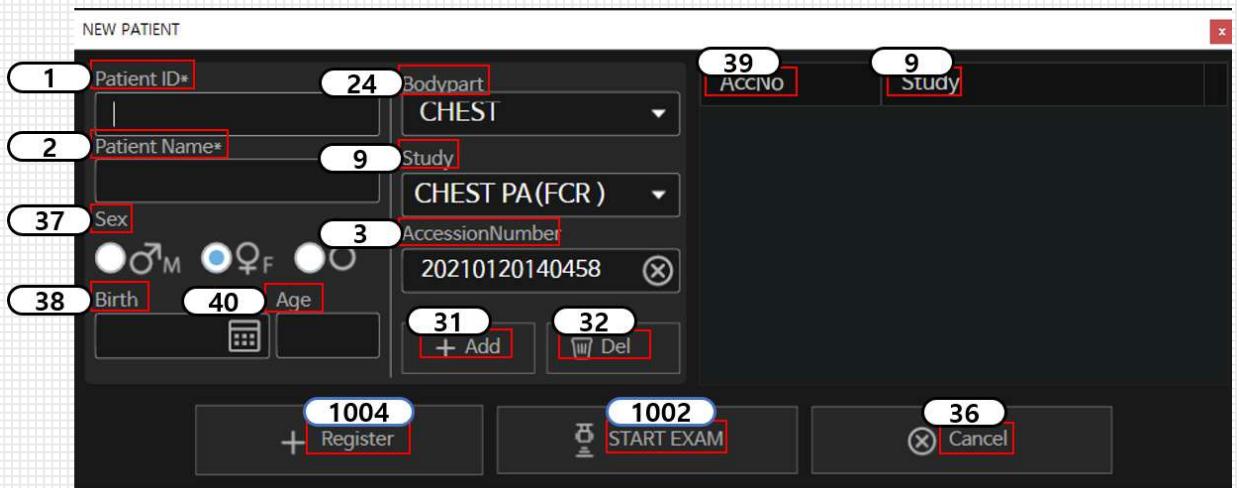 NEW PATIENT
x
1 Patient ID*
2 Patient Name*
37 Sex
M F
38 Birth
40 Age
24 Bodypart
CHEST
9 Study
CHEST PA(FCR )
3 AccessionNumber
20210120140458
31 + Add
32 Del
39 AccNo
9 Study
1004 + Register
1002 START EXAM
36 Cancel